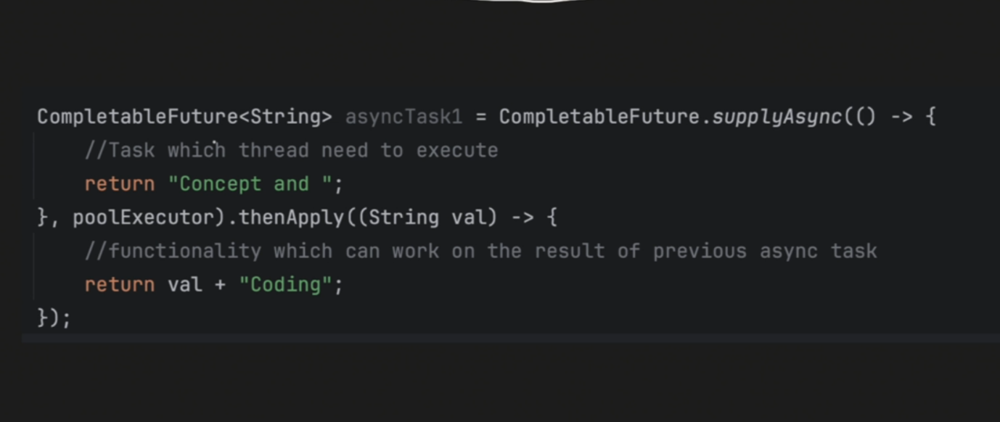 CompletableFuture<String> asyncTask1 = CompletableFuture.supplyAsync(() -> {
//Task which thread need to execute
return "Concept and ";
}, poolExecutor).thenApply((String val) -> {
//functionality which can work on the result of previous async task
return val + "Coding";
});